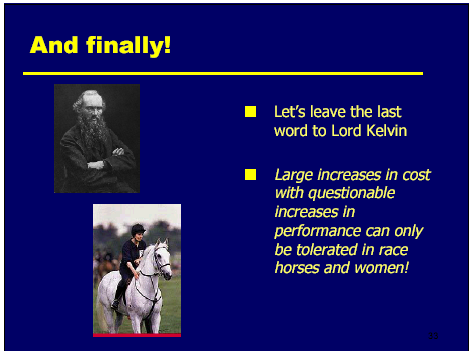 And finally!
Let's leave the last
word to Lord Kelvin
Large increases in cost
with questionable
increases in
performance can only
be tolerated in race
horses and women!